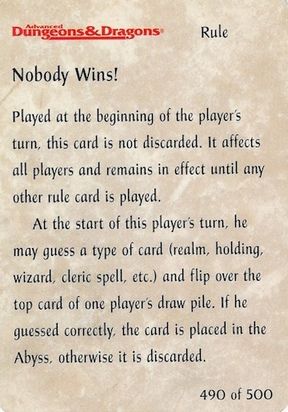 Advanced
Dungeons&Dragons® Rule
Nobody Wins!
Played at the beginning of the player's
turn, this card is not discarded. It affects
all players and remains in effect until any
other rule card is played.
At the start of this player's turn, he
may guess a type of card (realm, holding,
wizard, cleric spell, etc.) and flip over the
top card of one player's draw pile. If he
guessed correctly, the card is placed in the
Abyss, otherwise it is discarded.
490 of 500